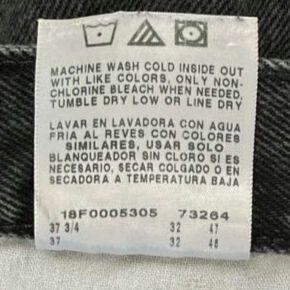 MACHINE WASH COLD INSIDE OUT
WITH LIKE COLORS, ONLY NON-
CHLORINE BLEACH WHEN NEEDED,
TUMBLE DRY LOW OR LINE DRY
LAVAR EN LAVADORA CON AGUA
FRIA AL REVES CON COLORES
SIMILARES, USAR SOLO
BLANQUEADOR SIN CLORO SI ES
NECESARIO, SECAR COLGADO O EN
SECADORA A TEMPERATURA BAJA
18F0005305 73264
37 3/4 32 47
37 32 46